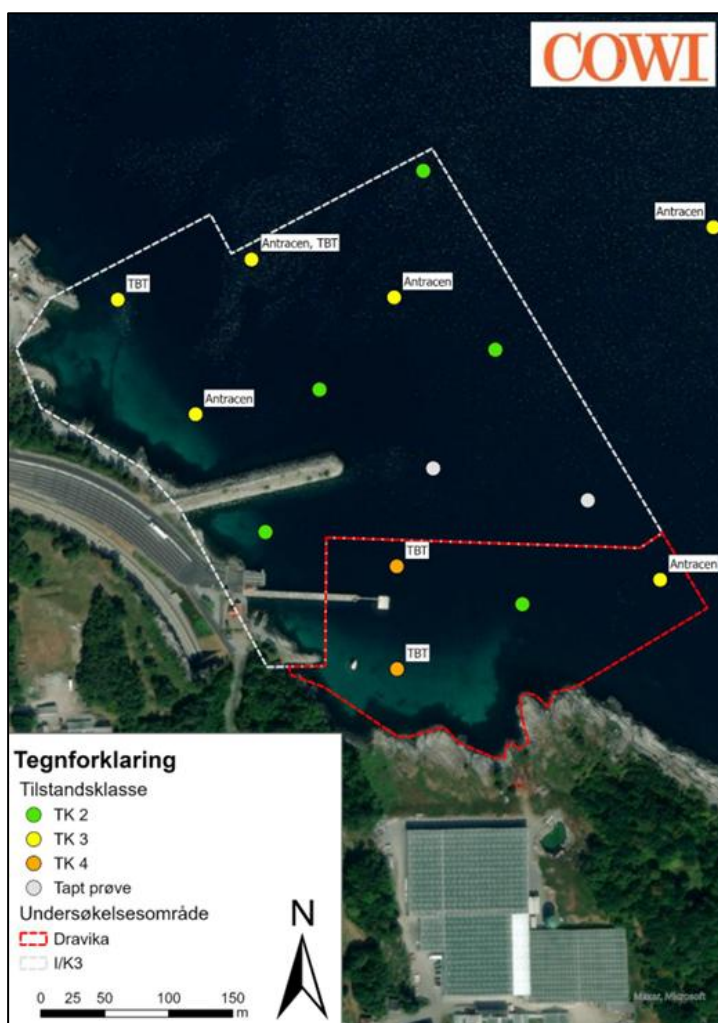 COWI
Antracen
Antracen, TBT
TBT
Antracen
Antracen
TBT
Antracen
TBT
Tegnforklaring
Tilstandsklasse
TK 2
TK 3
TK 4
Tapt prøve
Undersøkelsesområde
Dravika
I/K3
N
0 25 50 100 150
m
Maxar, Microsoft